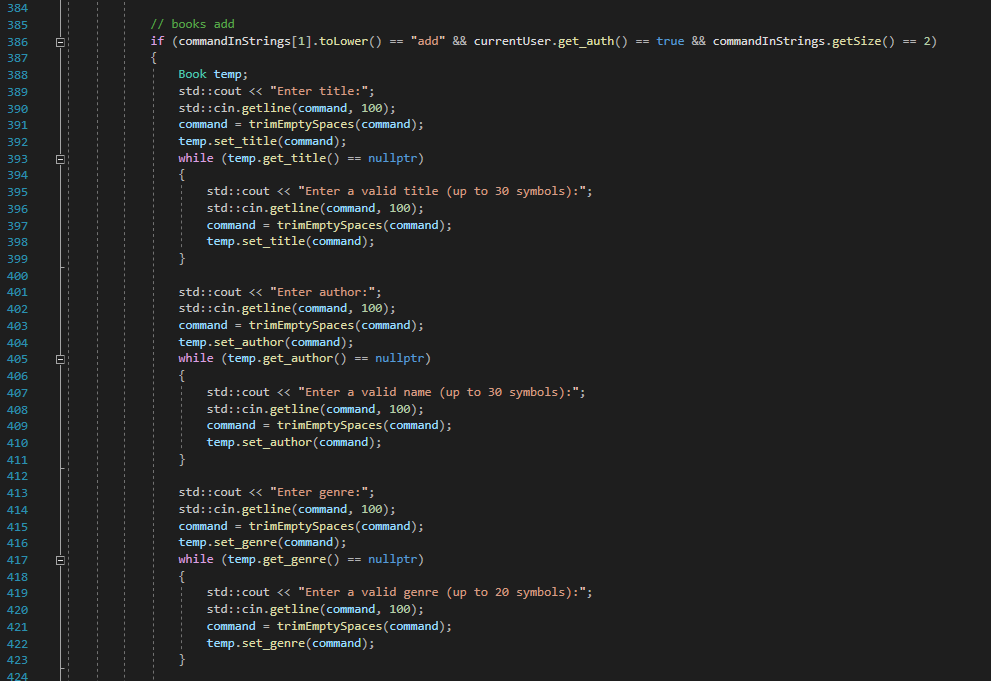 384
385 // books add
386 if (commandInStrings[1].toLower() == "add" && currentUser.get_auth() == true && commandInStrings.getSize() == 2)
387 {
388 Book temp;
389 std::cout << "Enter title:";
390 std::cin.getline(command, 100);
391 command = trimEmptySpaces(command);
392 temp.set_title(command);
393 while (temp.get_title() == nullptr)
394 {
395 std::cout << "Enter a valid title (up to 30 symbols):";
396 std::cin.getline(command, 100);
397 command = trimEmptySpaces(command);
398 temp.set_title(command);
399 }
400
401 std::cout << "Enter author:";
402 std::cin.getline(command, 100);
403 command = trimEmptySpaces(command);
404 temp.set_author(command);
405 while (temp.get_author() == nullptr)
406 {
407 std::cout << "Enter a valid name (up to 30 symbols):";
408 std::cin.getline(command, 100);
409 command = trimEmptySpaces(command);
410 temp.set_author(command);
411 }
412
413 std::cout << "Enter genre:";
414 std::cin.getline(command, 100);
415 command = trimEmptySpaces(command);
416 temp.set_genre(command);
417 while (temp.get_genre() == nullptr)
418 {
419 std::cout << "Enter a valid genre (up to 20 symbols):";
420 std::cin.getline(command, 100);
421 command = trimEmptySpaces(command);
422 temp.set_genre(command);
423 }
424